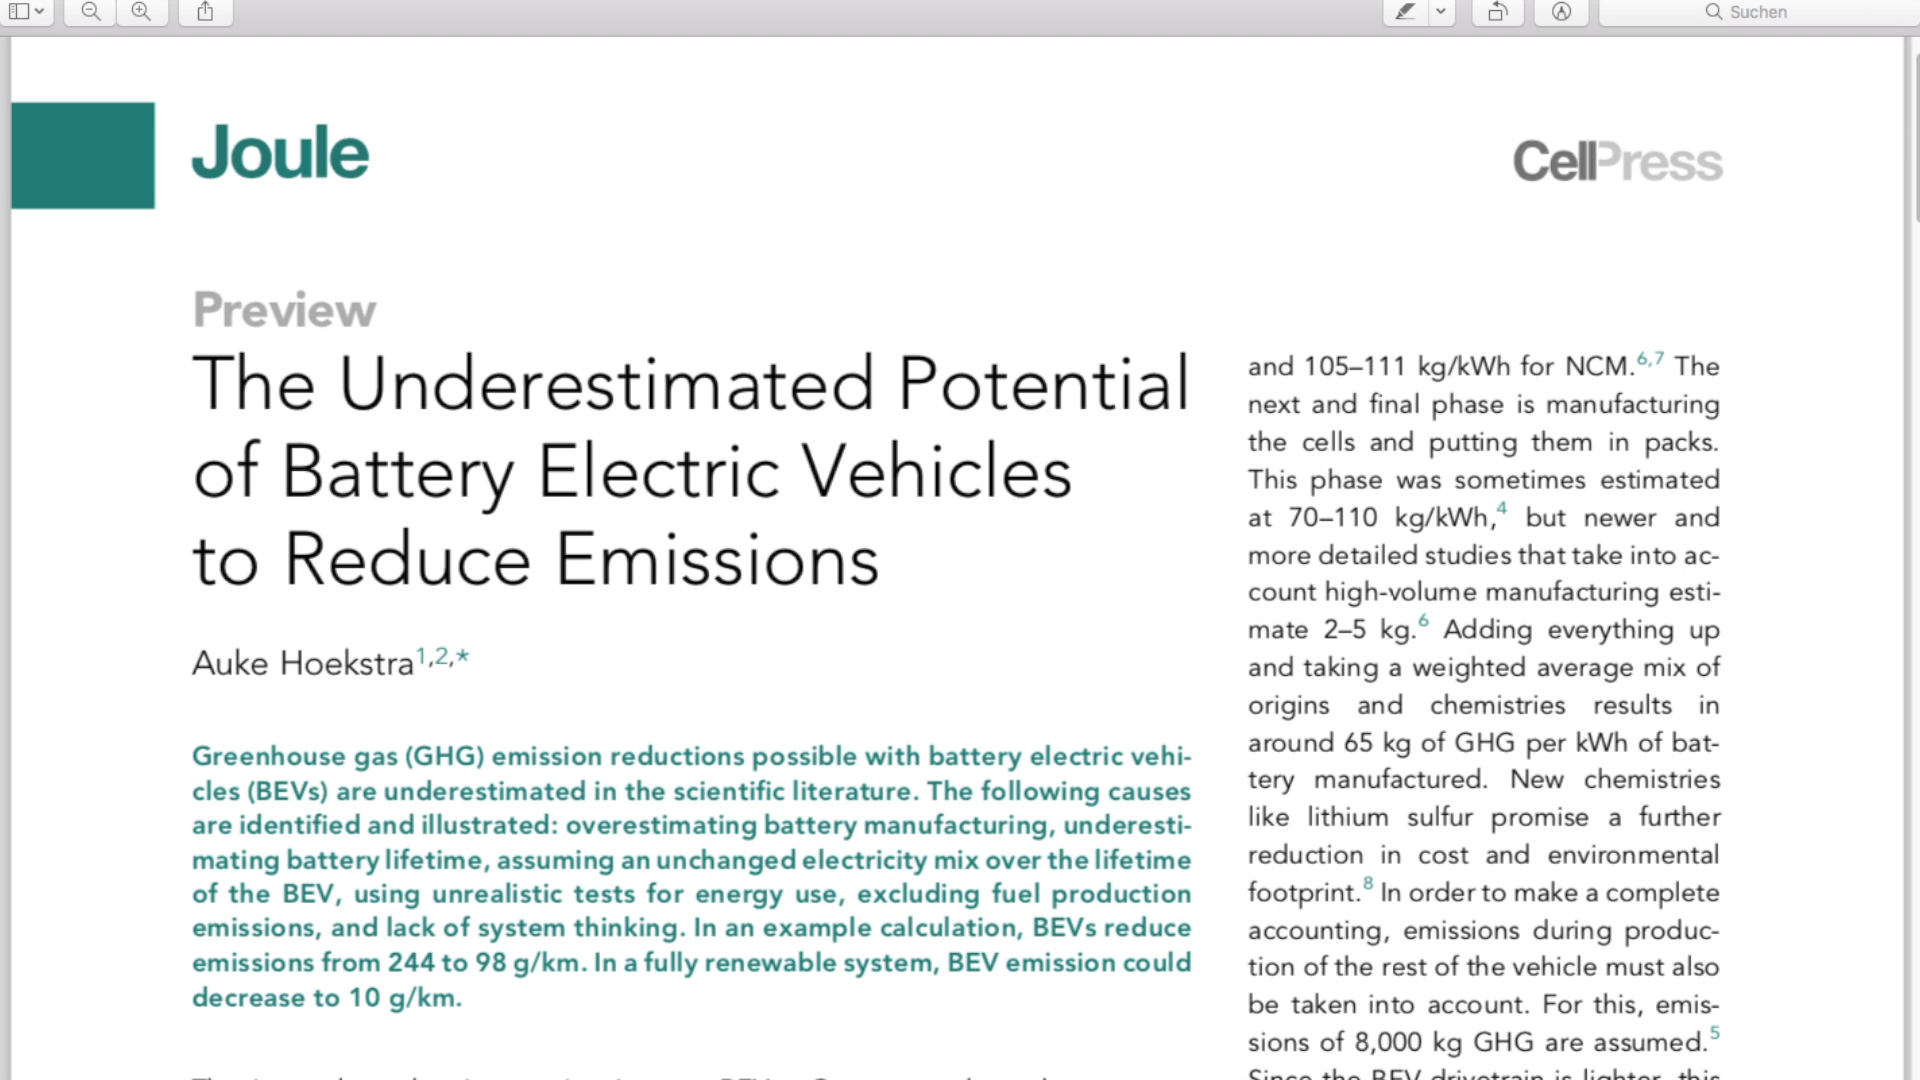 Suchen
Joule
CellPress
Preview
The Underestimated Potential
of Battery Electric Vehicles
to Reduce Emissions
Auke Hoekstra1,2,*
Greenhouse gas (GHG) emission reductions possible with battery electric vehi-
cles (BEVs) are underestimated in the scientific literature. The following causes
are identified and illustrated: overestimating battery manufacturing, underesti-
mating battery lifetime, assuming an unchanged electricity mix over the lifetime
of the BEV, using unrealistic tests for energy use, excluding fuel production
emissions, and lack of system thinking. In an example calculation, BEVs reduce
emissions from 244 to 98 g/km. In a fully renewable system, BEV emission could
decrease to 10 g/km.
and 105–111 kg/kWh for NCM.6,7 The
next and final phase is manufacturing
the cells and putting them in packs.
This phase was sometimes estimated
at 70–110 kg/kWh,4 but newer and
more detailed studies that take into ac-
count high-volume manufacturing esti-
mate 2–5 kg.6 Adding everything up
and taking a weighted average mix of
origins and chemistries results in
around 65 kg of GHG per kWh of bat-
tery manufactured. New chemistries
like lithium sulfur promise a further
reduction in cost and environmental
footprint.8 In order to make a complete
accounting, emissions during produc-
tion of the rest of the vehicle must also
be taken into account. For this, emis-
sions of 8,000 kg GHG are assumed.5
Since the BEV drivetrain is lighter, this